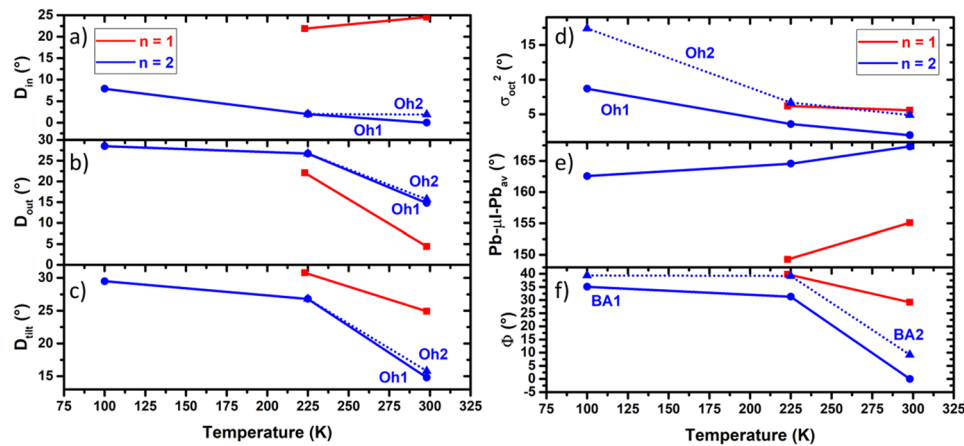 a)
n = 1
n = 2
D_in (°)
25
20
15
10
5
0
Oh2
Oh1
b)
D_out (°)
30
25
20
15
10
5
0
Oh2
Oh1
c)
D_tilt (°)
30
25
20
15
Oh2
Oh1
75 100 125 150 175 200 225 250 275 300 325
Temperature (K)
d)
n = 1
n = 2
σ_oct² (°)
15
10
5
Oh2
Oh1
e)
Pb-μI-Pb_av (°)
165
160
155
150
f)
Φ (°)
40
35
30
25
20
15
10
5
0
-5
BA1
BA2
75 100 125 150 175 200 225 250 275 300 325
Temperature (K)